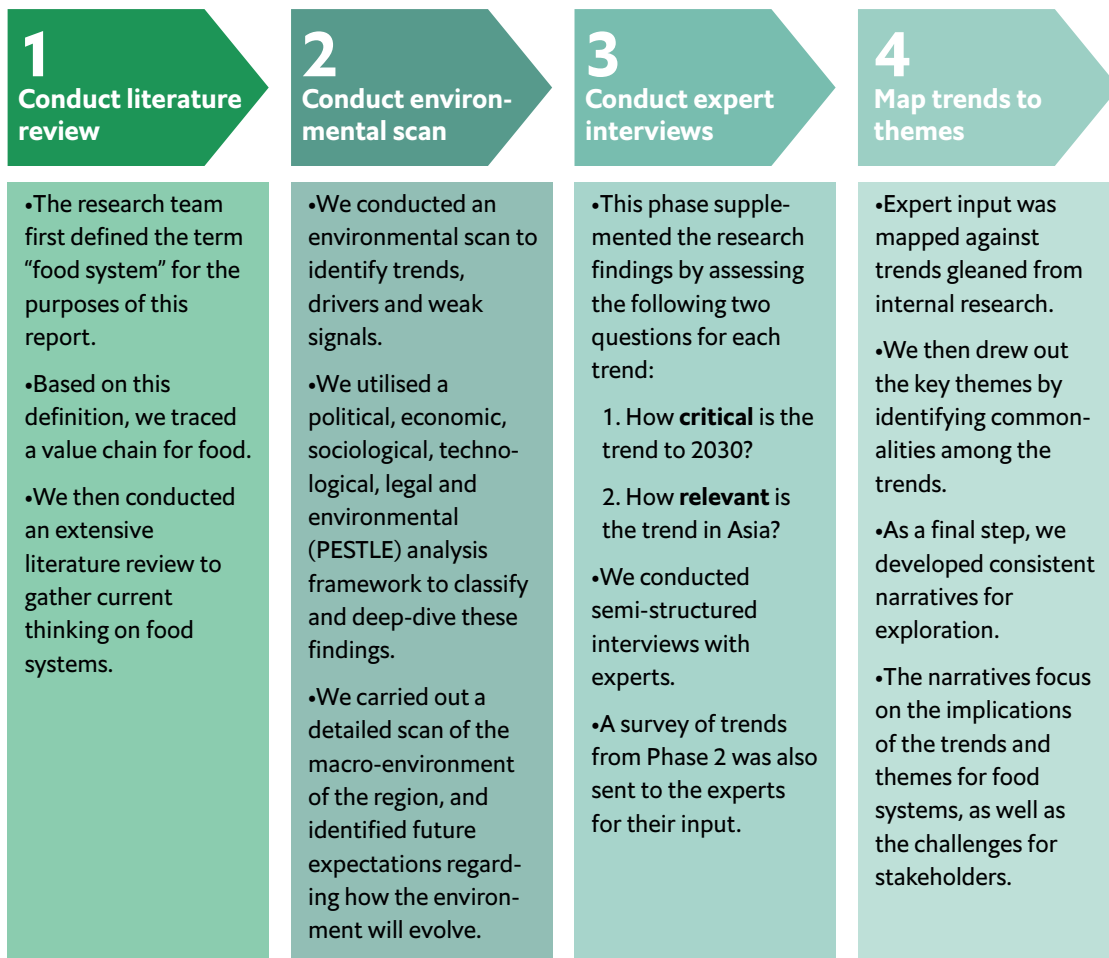 1
Conduct literature
review
•The research team
first defined the term
“food system” for the
purposes of this
report.
•Based on this
definition, we traced
a value chain for food.
•We then conducted
an extensive
literature review to
gather current
thinking on food
systems.
2
Conduct environ-
mental scan
•We conducted an
environmental scan to
identify trends,
drivers and weak
signals.
•We utilised a
political, economic,
sociological, techno-
logical, legal and
environmental
(PESTLE) analysis
framework to classify
and deep-dive these
findings.
•We carried out a
detailed scan of the
macro-environment
of the region, and
identified future
expectations regard-
ing how the environ-
ment will evolve.
3
Conduct expert
interviews
•This phase supple-
mented the research
findings by assessing
the following two
questions for each
trend:
1. How critical is the
trend to 2030?
2. How relevant is
the trend in Asia?
•We conducted
semi-structured
interviews with
experts.
•A survey of trends
from Phase 2 was also
sent to the experts
for their input.
4
Map trends to
themes
•Expert input was
mapped against
trends gleaned from
internal research.
•We then drew out
the key themes by
identifying common-
alities among the
trends.
•As a final step, we
developed consistent
narratives for
exploration.
•The narratives focus
on the implications
of the trends and
themes for food
systems, as well as
the challenges for
stakeholders.